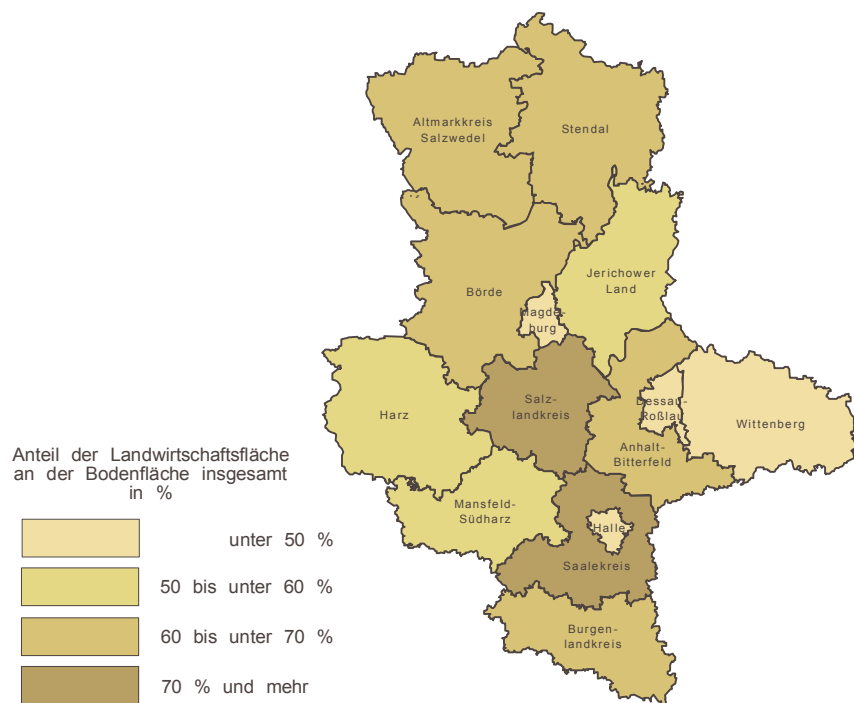 Altmarkkreis
Salzwedel
Stendal
Jerichower
Land
Börde
Magde-
burg
Salz-
landkreis
Harz
Dessau-
Roßlau
Wittenberg
Anhalt-
Bitterfeld
Mansfeld-
Südharz
Halle
Saalekreis
Burgen-
landkreis
Anteil der Landwirtschaftsfläche
an der Bodenfläche insgesamt
in %
unter 50 %
50 bis unter 60 %
60 bis unter 70 %
70 % und mehr